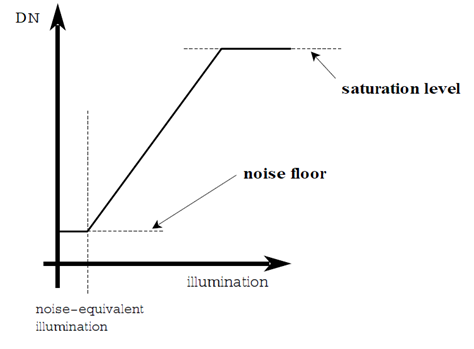 DN
saturation level
noise floor
illumination
noise-equivalent
illumination